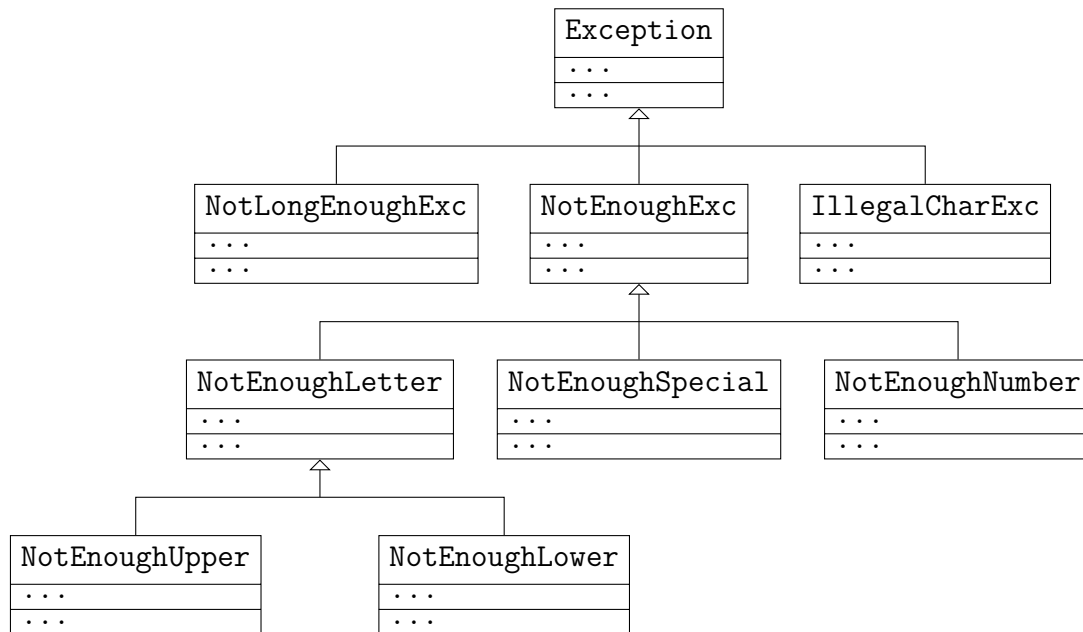 Exception
...
...
NotLongEnoughExc
...
...
NotEnoughExc
...
...
IllegalCharExc
...
...
NotEnoughLetter
...
...
NotEnoughSpecial
...
...
NotEnoughNumber
...
...
NotEnoughUpper
...
...
NotEnoughLower
...
...